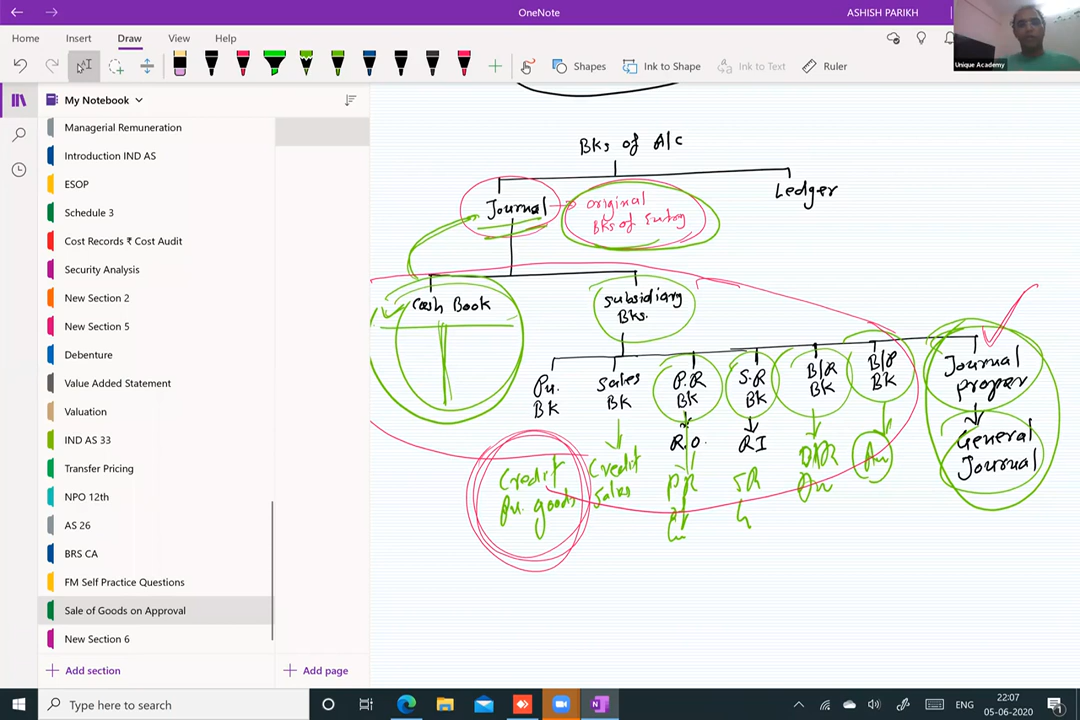 OneNote
ASHISH PARIKH
Home
Insert
Draw
View
Help
Unique Academy
Shapes
Ink to Shape
Ink to Text
Ruler
My Notebook
Managerial Remuneration
Introduction IND AS
ESOP
Schedule 3
Cost Records ₹ Cost Audit
Security Analysis
New Section 2
New Section 5
Debenture
Value Added Statement
Valuation
IND AS 33
Transfer Pricing
NPO 12th
AS 26
BRS CA
FM Self Practice Questions
Sale of Goods on Approval
New Section 6
Add section
Add page
Bks of A/c
Journal
original
Bks of Entry
Ledger
Cash Book
Subsidiary
Bks.
Pu.
BK
Sales
BK
P.R
BK
S.R
BK
B/R
BK
B/P
BK
Journal
proper
General
Journal
R.O.
RI
Credit
Pu. goods
Credit
Sales
PR
SR
Type here to search
ENG
22:07
05-06-2020
1